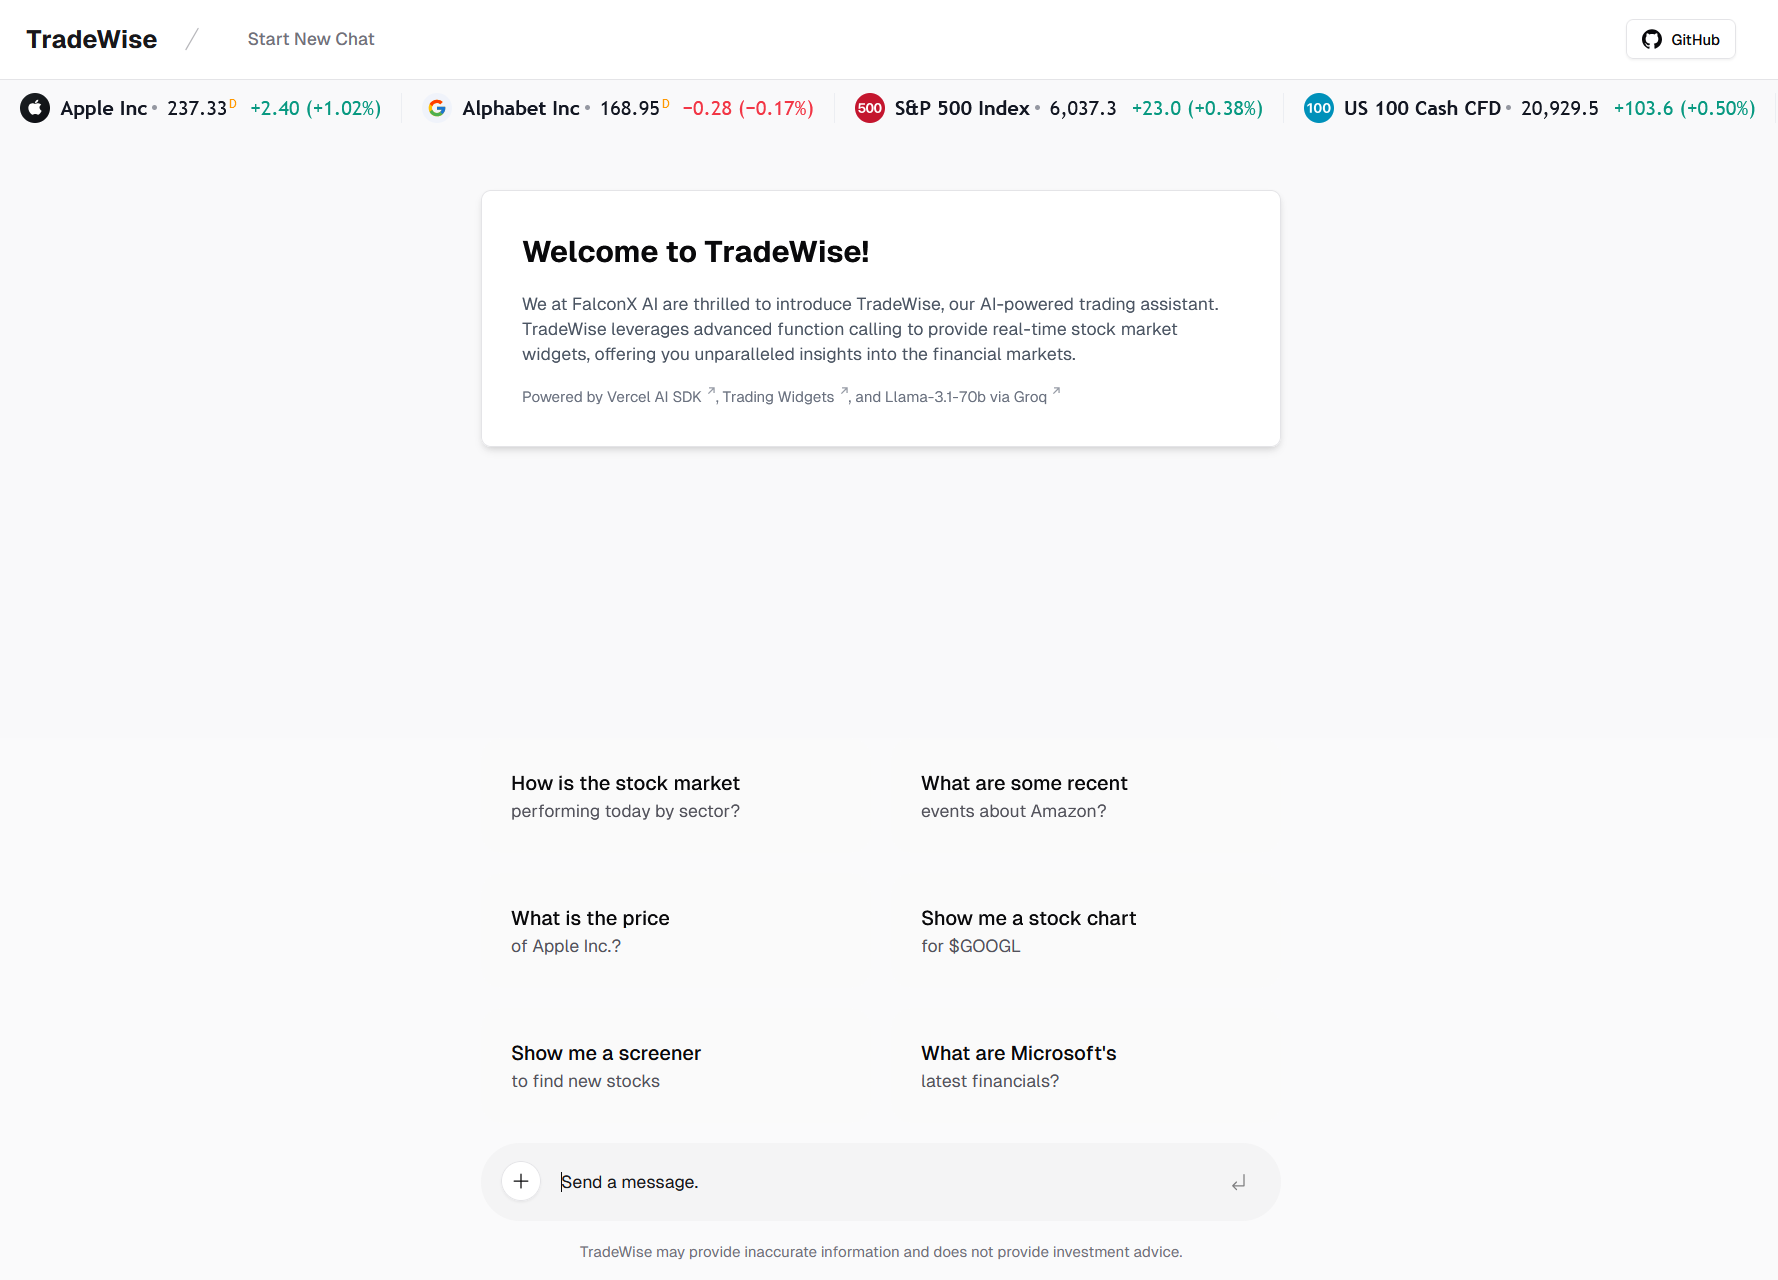 TradeWise / Start New Chat GitHub
Apple Inc • 237.33 D +2.40 (+1.02%) Alphabet Inc • 168.95 D −0.28 (−0.17%) 500 S&P 500 Index • 6,037.3 +23.0 (+0.38%) 100 US 100 Cash CFD • 20,929.5 +103.6 (+0.50%)
Welcome to TradeWise!
We at FalconX AI are thrilled to introduce TradeWise, our AI-powered trading assistant.
TradeWise leverages advanced function calling to provide real-time stock market
widgets, offering you unparalleled insights into the financial markets.
Powered by Vercel AI SDK ↗, Trading Widgets ↗, and Llama-3.1-70b via Groq ↗
How is the stock market
performing today by sector?
What are some recent
events about Amazon?
What is the price
of Apple Inc.?
Show me a stock chart
for $GOOGL
Show me a screener
to find new stocks
What are Microsoft's
latest financials?
Send a message.
TradeWise may provide inaccurate information and does not provide investment advice.